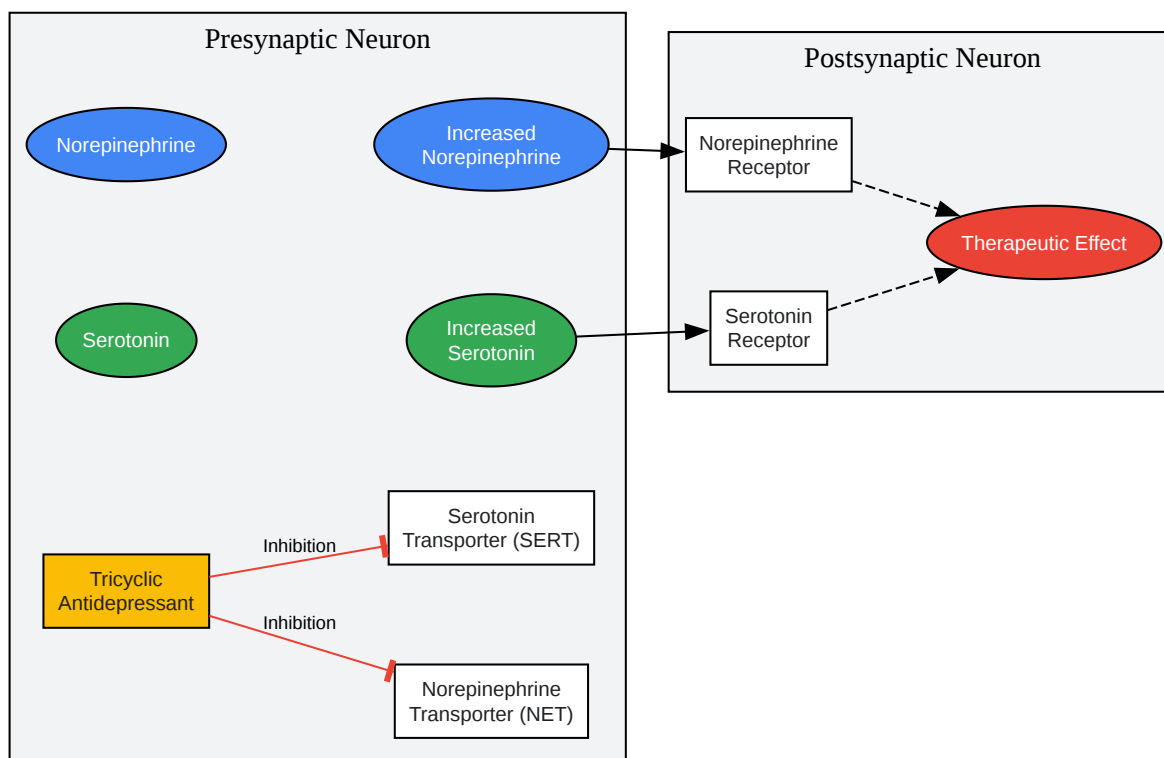 Presynaptic Neuron
Postsynaptic Neuron
Norepinephrine
Increased
Norepinephrine
Norepinephrine
Receptor
Therapeutic Effect
Serotonin
Increased
Serotonin
Serotonin
Receptor
Tricyclic
Antidepressant
Inhibition
Inhibition
Serotonin
Transporter (SERT)
Norepinephrine
Transporter (NET)